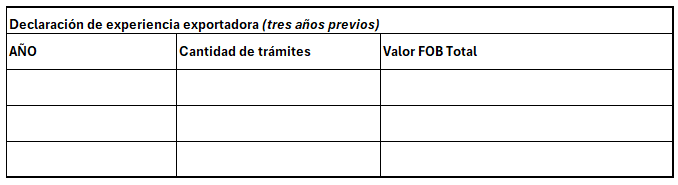 Declaración de experiencia exportadora (tres años previos)
AÑO Cantidad de trámites Valor FOB Total